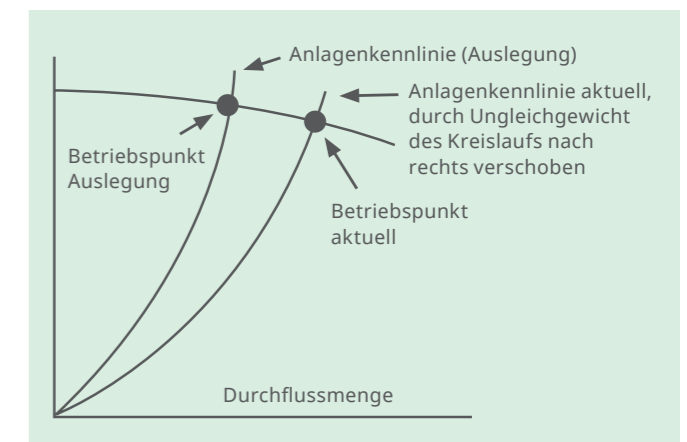 Anlagenkennlinie (Auslegung)
Anlagenkennlinie aktuell,
durch Ungleichgewicht
des Kreislaufs nach
rechts verschoben
Betriebspunkt
Auslegung
Betriebspunkt
aktuell
Durchflussmenge